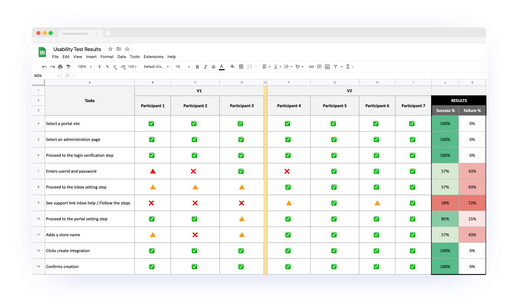 Usability Test Results
File Edit View Insert Format Data Tools Extensions Help
100% $ % .0 .00 123 Default (Ca... 10 B I S A
W26 fx
A B C D E F G H I J K
1 V1 V2
2 Tasks Participant 1 Participant 2 Participant 3 Participant 4 Participant 5 Participant 6 Participant 7 RESULTS
3 Success % Failure %
4 Select a portal site 100% 0%
5 Select an administration page 100% 0%
6 Proceed to the login verification step 100% 0%
7 Enters userid and password 57% 43%
8 Proceed to the inbox setting step 57% 43%
9 See support link inbox help / Follow the steps 28% 72%
10 Proceed to the portal setting step 85% 15%
11 Adds a store name 57% 43%
12 Clicks create integration 100% 0%
13 Confirms creation 100% 0%